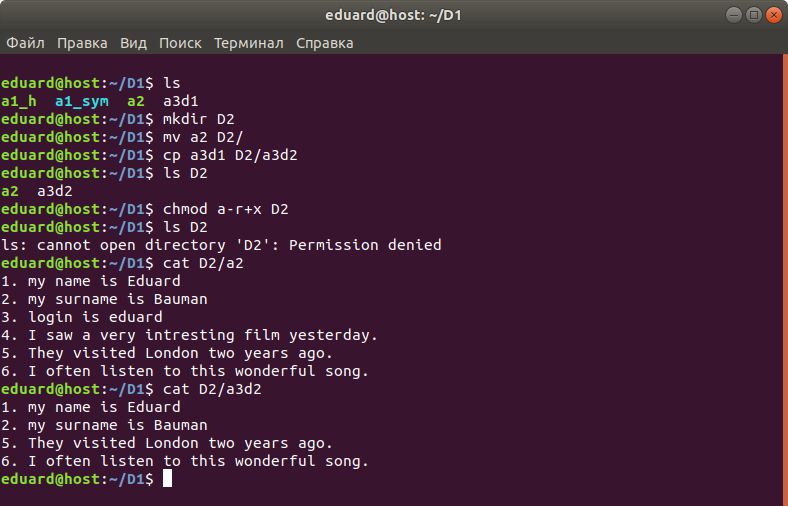 eduard@host: ~/D1
Файл Правка Вид Поиск Терминал Справка
eduard@host:~/D1$ ls
a1_h a1_sym a2 a3d1
eduard@host:~/D1$ mkdir D2
eduard@host:~/D1$ mv a2 D2/
eduard@host:~/D1$ cp a3d1 D2/a3d2
eduard@host:~/D1$ ls D2
a2 a3d2
eduard@host:~/D1$ chmod a-r+x D2
eduard@host:~/D1$ ls D2
ls: cannot open directory 'D2': Permission denied
eduard@host:~/D1$ cat D2/a2
1. my name is Eduard
2. my surname is Bauman
3. login is eduard
4. I saw a very intresting film yesterday.
5. They visited London two years ago.
6. I often listen to this wonderful song.
eduard@host:~/D1$ cat D2/a3d2
1. my name is Eduard
2. my surname is Bauman
5. They visited London two years ago.
6. I often listen to this wonderful song.
eduard@host:~/D1$